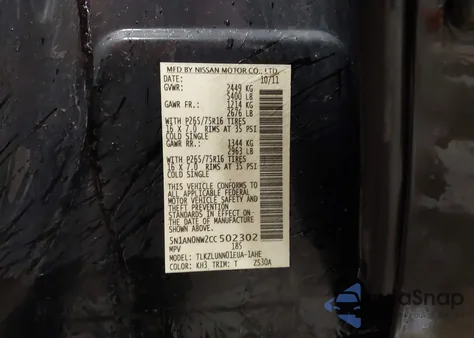 MFD BY NISSAN MOTOR CO., LTD.
DATE: 10/11
GVWR: 2449 KG
5400 LB
GAWR FR.: 1214 KG
2676 LB
WITH P265/75R16 TIRES
16 X 7.0 RIMS AT 35 PSI
COLD SINGLE
GAWR RR.: 1344 KG
2963 LB
WITH P265/75R16 TIRES
16 X 7.0 RIMS AT 35 PSI
COLD SINGLE
THIS VEHICLE CONFORMS TO
ALL APPLICABLE FEDERAL
MOTOR VEHICLE SAFETY AND
THEFT PREVENTION
STANDARDS IN EFFECT ON THE
DATE OF MANUFACTURE
SHOWN ABOVE.
5N1AN0NW2CC502302
MPV 185
MODEL: TLKZLUNN01EUA-1AHE
COLOR: KH3 TRIM: T ZS30A